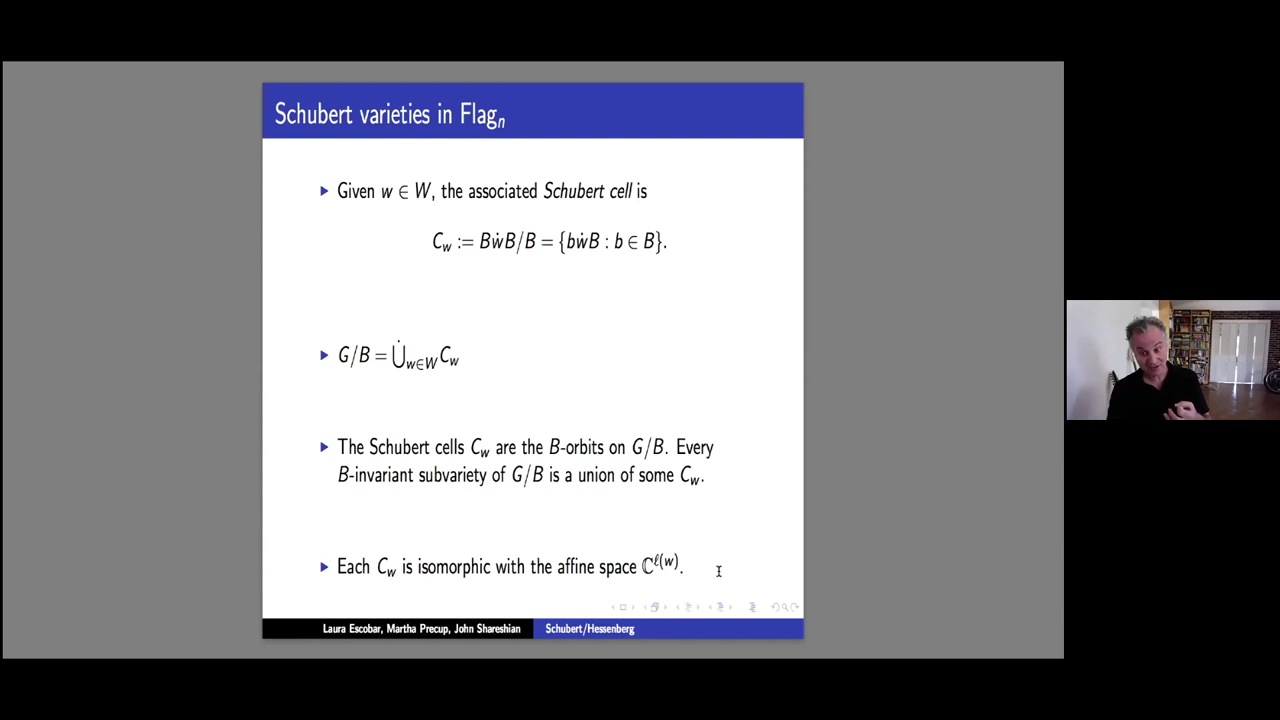 Schubert varieties in Flagₙ
Given w ∈ W, the associated Schubert cell is
C_w := BẇB/B = {bẇB : b ∈ B}.
G/B = ⋃̇_{w∈W} C_w
The Schubert cells C_w are the B-orbits on G/B. Every
B-invariant subvariety of G/B is a union of some C_w.
Each C_w is isomorphic with the affine space ℂ^{ℓ(w)}.
Laura Escobar, Martha Precup, John Shareshian
Schubert/Hessenberg